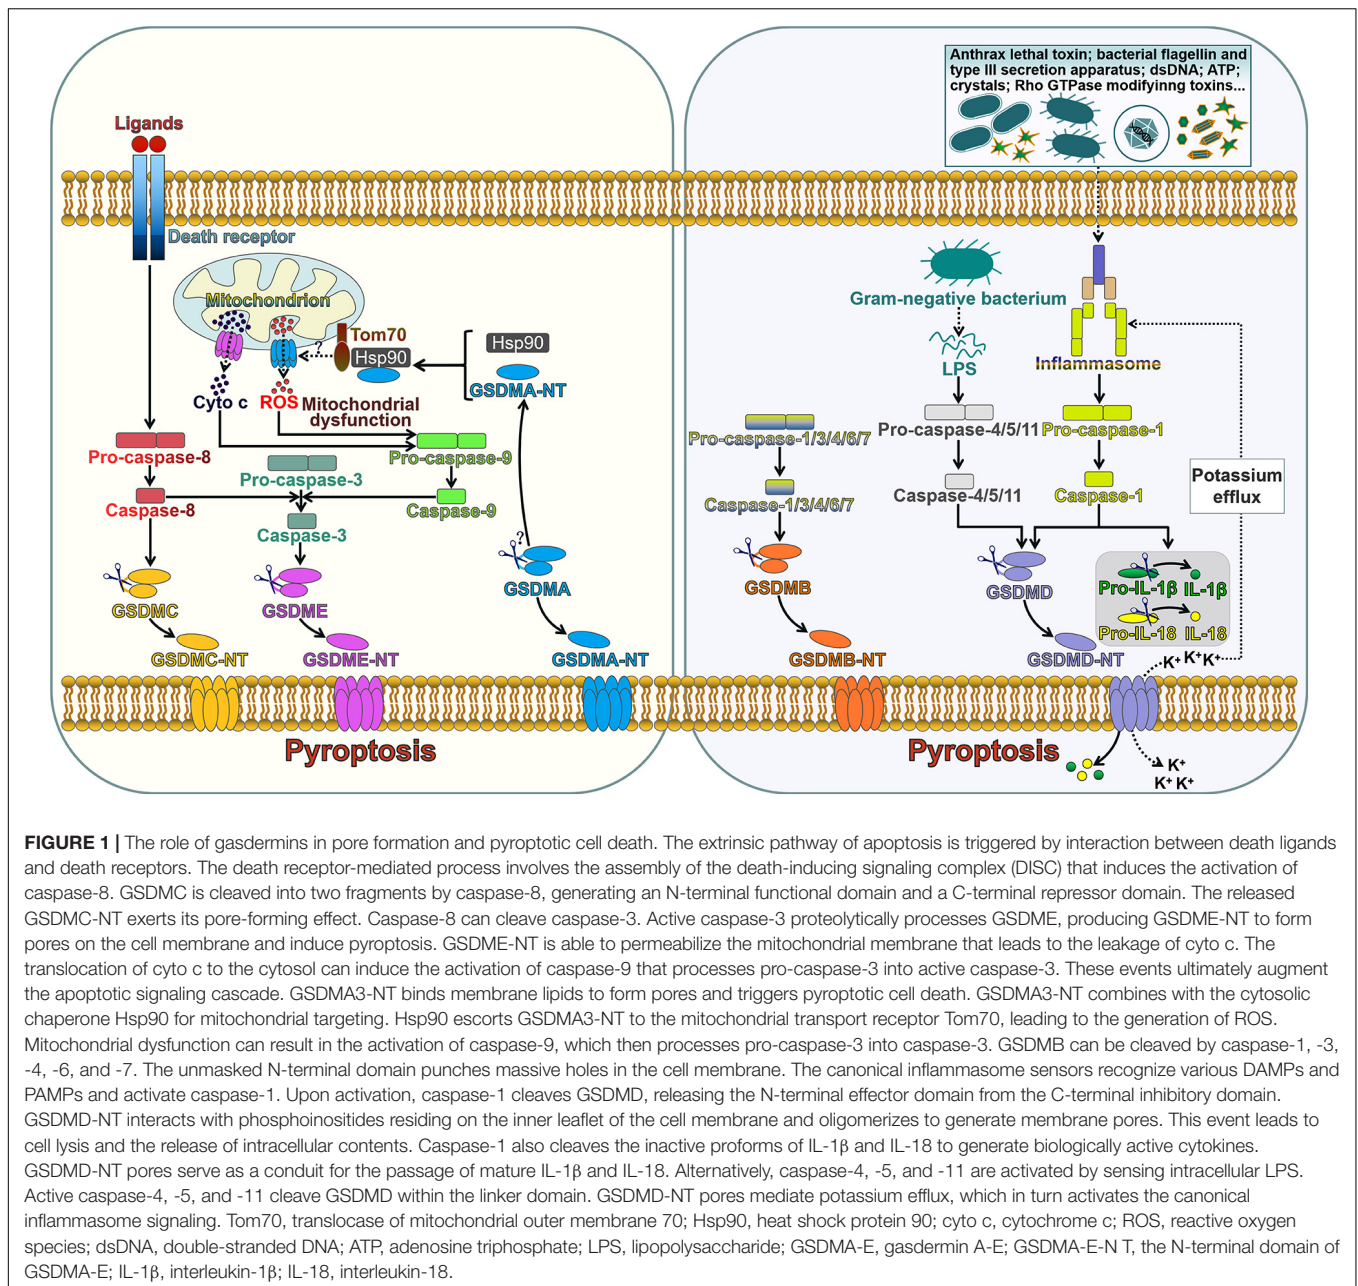 Anthrax lethal toxin; bacterial flagellin and
type III secretion apparatus; dsDNA; ATP;
crystals; Rho GTPase modifyinng toxins...
Ligands
Death receptor
Mitochondrion
Tom70
?
Hsp90
Hsp90
GSDMA-NT
Cyto c
ROS
Mitochondrial
dysfunction
Pro-caspase-8
Pro-caspase-9
Pro-caspase-3
Caspase-8
Caspase-9
Caspase-3
?
GSDMC
GSDME
GSDMA
GSDMC-NT
GSDME-NT
GSDMA-NT
Pyroptosis
Gram-negative bacterium
LPS
Inflammasome
Pro-caspase-1/3/4/6/7
Pro-caspase-4/5/11
Pro-caspase-1
Potassium
efflux
Caspase-1/3/4/6/7
Caspase-4/5/11
Caspase-1
GSDMB
GSDMD
Pro-IL-1β
IL-1β
Pro-IL-18
IL-18
GSDMB-NT
GSDMD-NT
K+ K+K+
Pyroptosis
K+
K+ K+
FIGURE 1 | The role of gasdermins in pore formation and pyroptotic cell death. The extrinsic pathway of apoptosis is triggered by interaction between death ligands
and death receptors. The death receptor-mediated process involves the assembly of the death-inducing signaling complex (DISC) that induces the activation of
caspase-8. GSDMC is cleaved into two fragments by caspase-8, generating an N-terminal functional domain and a C-terminal repressor domain. The released
GSDMC-NT exerts its pore-forming effect. Caspase-8 can cleave caspase-3. Active caspase-3 proteolytically processes GSDME, producing GSDME-NT to form
pores on the cell membrane and induce pyroptosis. GSDME-NT is able to permeabilize the mitochondrial membrane that leads to the leakage of cyto c. The
translocation of cyto c to the cytosol can induce the activation of caspase-9 that processes pro-caspase-3 into active caspase-3. These events ultimately augment
the apoptotic signaling cascade. GSDMA3-NT binds membrane lipids to form pores and triggers pyroptotic cell death. GSDMA3-NT combines with the cytosolic
chaperone Hsp90 for mitochondrial targeting. Hsp90 escorts GSDMA3-NT to the mitochondrial transport receptor Tom70, leading to the generation of ROS.
Mitochondrial dysfunction can result in the activation of caspase-9, which then processes pro-caspase-3 into caspase-3. GSDMB can be cleaved by caspase-1, -3,
-4, -6, and -7. The unmasked N-terminal domain punches massive holes in the cell membrane. The canonical inflammasome sensors recognize various DAMPs and
PAMPs and activate caspase-1. Upon activation, caspase-1 cleaves GSDMD, releasing the N-terminal effector domain from the C-terminal inhibitory domain.
GSDMD-NT interacts with phosphoinositides residing on the inner leaflet of the cell membrane and oligomerizes to generate membrane pores. This event leads to
cell lysis and the release of intracellular contents. Caspase-1 also cleaves the inactive proforms of IL-1β and IL-18 to generate biologically active cytokines.
GSDMD-NT pores serve as a conduit for the passage of mature IL-1β and IL-18. Alternatively, caspase-4, -5, and -11 are activated by sensing intracellular LPS.
Active caspase-4, -5, and -11 cleave GSDMD within the linker domain. GSDMD-NT pores mediate potassium efflux, which in turn activates the canonical
inflammasome signaling. Tom70, translocase of mitochondrial outer membrane 70; Hsp90, heat shock protein 90; cyto c, cytochrome c; ROS, reactive oxygen
species; dsDNA, double-stranded DNA; ATP, adenosine triphosphate; LPS, lipopolysaccharide; GSDMA-E, gasdermin A-E; GSDMA-E-N T, the N-terminal domain of
GSDMA-E; IL-1β, interleukin-1β; IL-18, interleukin-18.